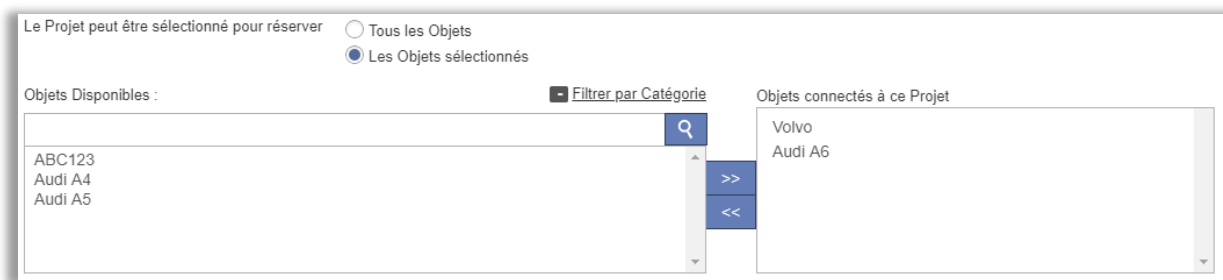 Le Projet peut être sélectionné pour réserver
Tous les Objets
Les Objets sélectionnés
Objets Disponibles :
- Filtrer par Catégorie
ABC123
Audi A4
Audi A5
>>
<<
Objets connectés à ce Projet
Volvo
Audi A6